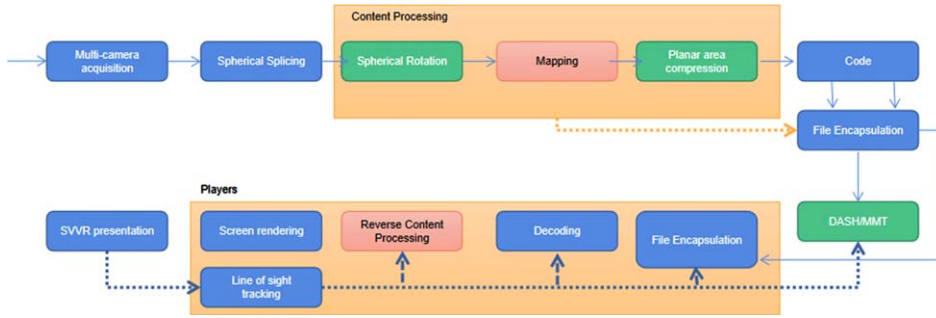 Content Processing
Multi-camera
acquisition
Spherical Splicing
Spherical Rotation
Mapping
Planar area
compression
Code
File Encapsulation
Players
SVVR presentation
Screen rendering
Reverse Content
Processing
Decoding
File Encapsulation
DASH/MMT
Line of sight
tracking